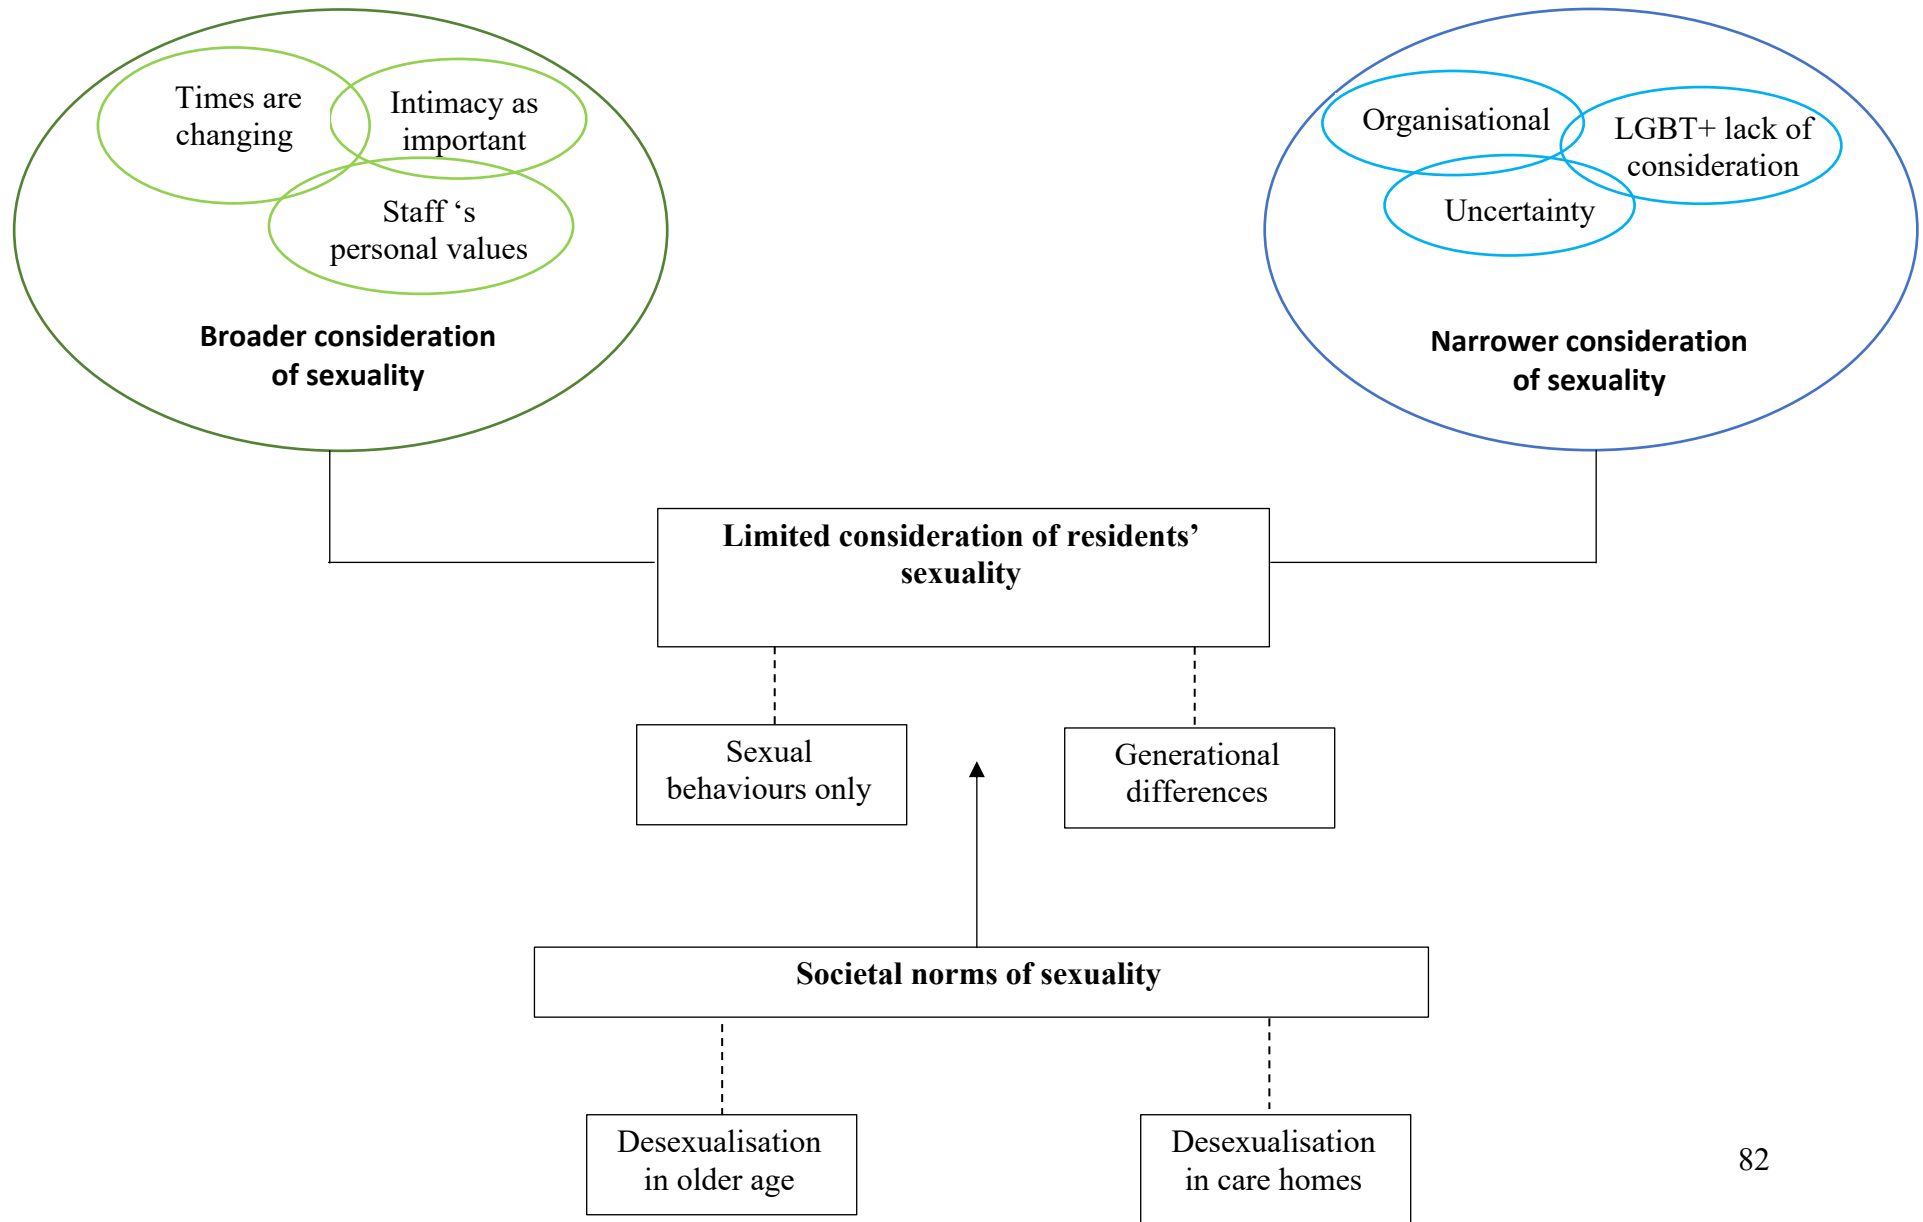 Times are
changing
Intimacy as
important
Staff ‘s
personal values
Broader consideration
of sexuality
Organisational
LGBT+ lack of
consideration
Uncertainty
Narrower consideration
of sexuality
Limited consideration of residents’
sexuality
Sexual
behaviours only
Generational
differences
Societal norms of sexuality
Desexualisation
in older age
Desexualisation
in care homes
82